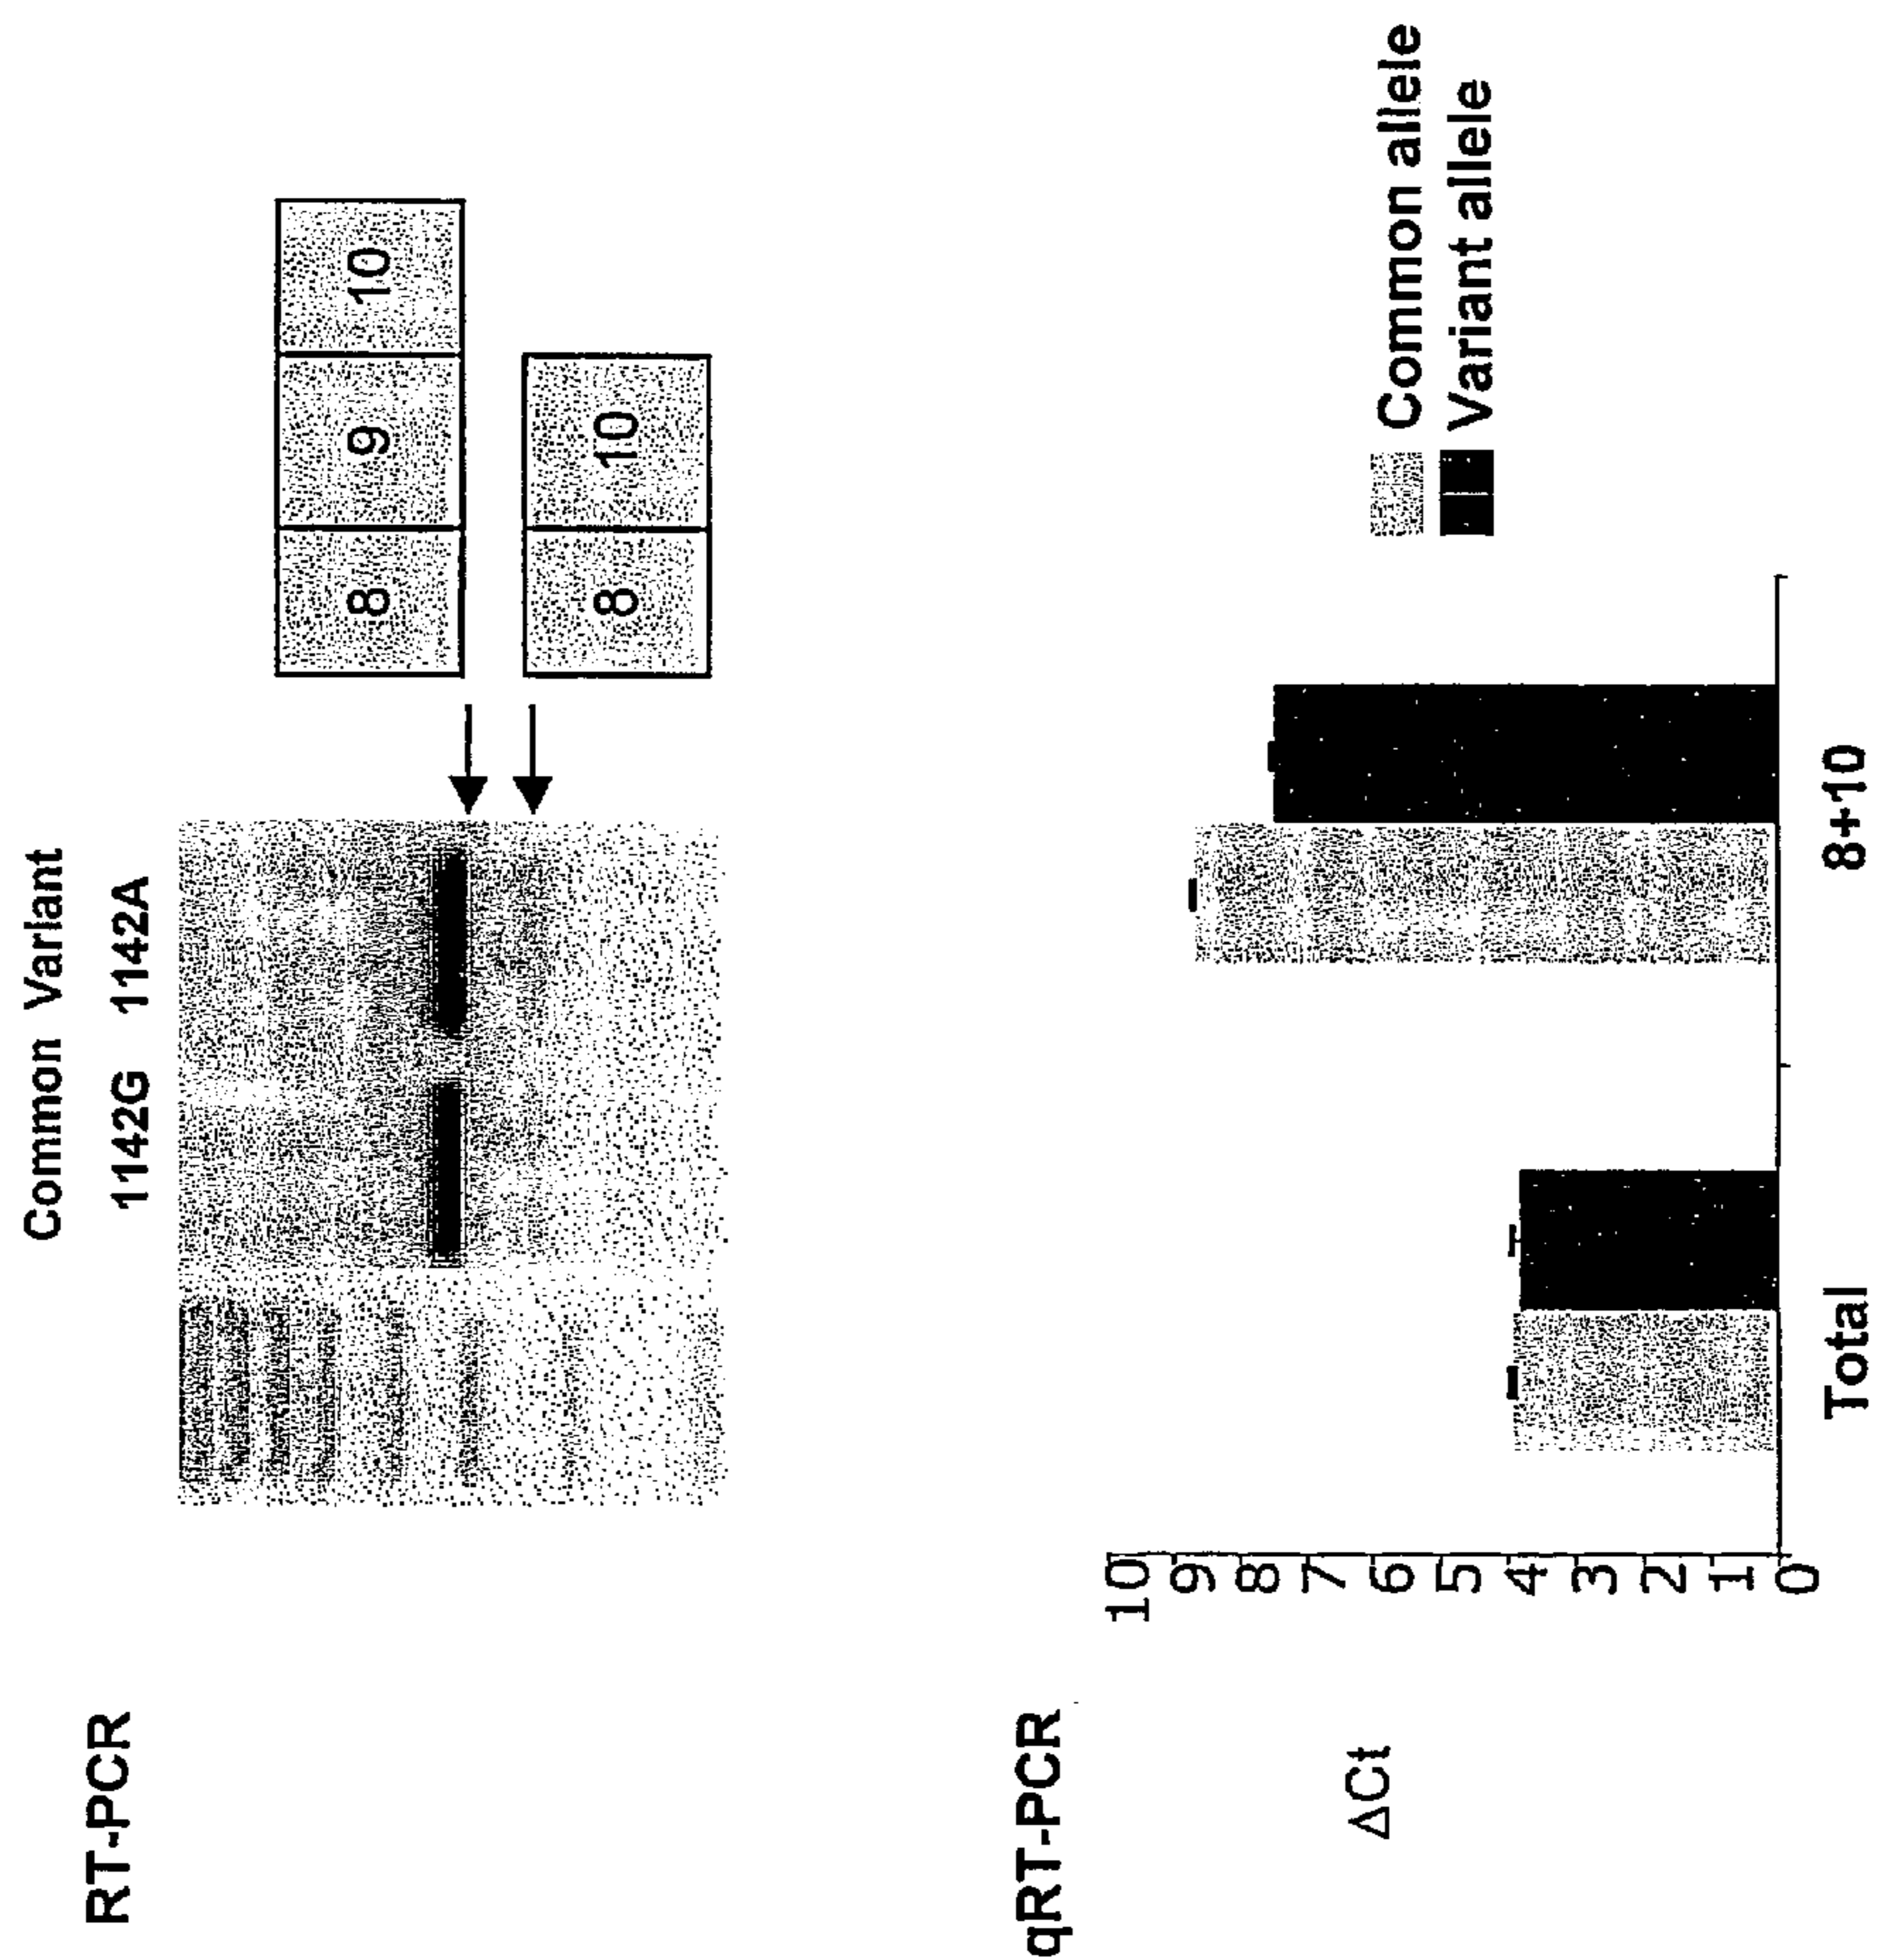 RT-PCR
Common Variant
1142G 1142A
8 9 10
8 10
qRT-PCR
ΔCt
10
9
8
7
6
5
4
3
2
1
0
Total 8+10
Common allele
Variant allele